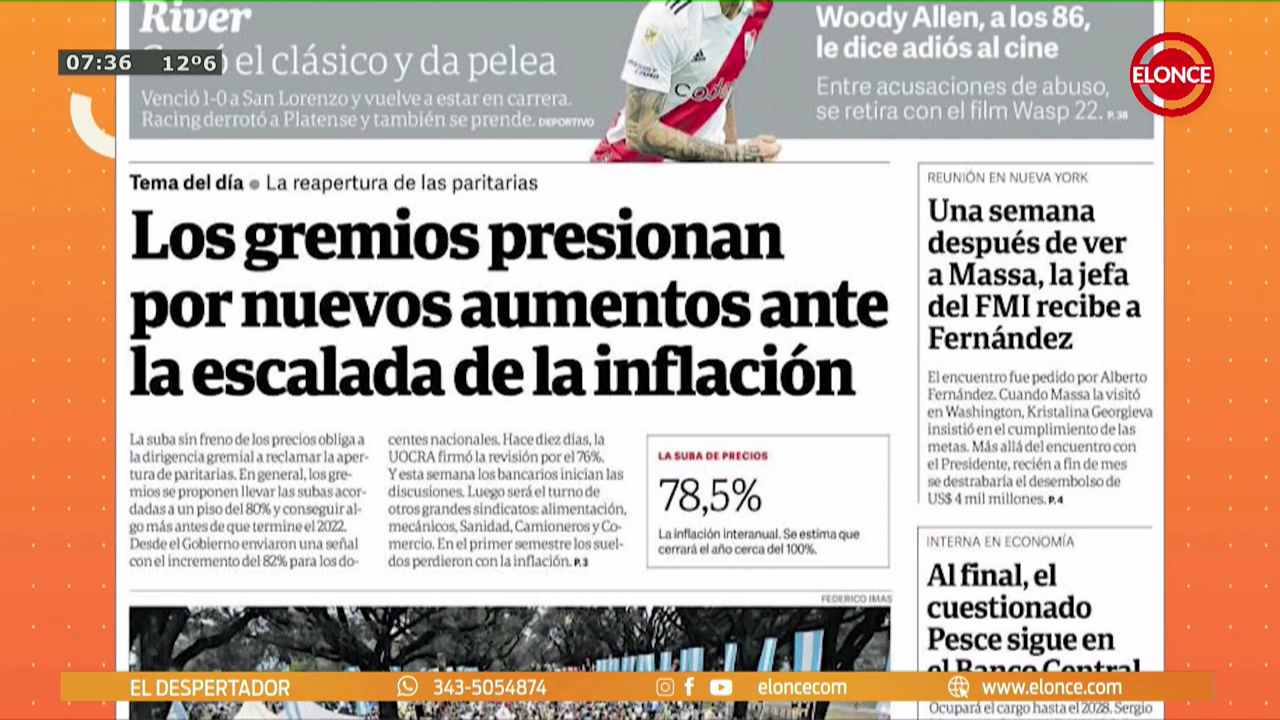 River
el clásico y da pelea
Venció 1-0 a San Lorenzo y vuelve a estar en carrera.
Racing derrotó a Platense y también se prende. DEPORTIVO
07:36 12°6
Woody Allen, a los 86,
le dice adiós al cine
Entre acusaciones de abuso,
se retira con el film Wasp 22. P.38
ELONCE
Tema del día • La reapertura de las paritarias
Los gremios presionan
por nuevos aumentos ante
la escalada de la inflación
La suba sin freno de los precios obliga a
la dirigencia gremial a reclamar la aper-
tura de paritarias. En general, los gre-
mios se proponen llevar las subas acor-
dadas a un piso del 80% y conseguir al-
go más antes de que termine el 2022.
Desde el Gobierno enviaron una señal
con el incremento del 82% para los do-
centes nacionales. Hace diez días, la
UOCRA firmó la revisión por el 76%.
Y esta semana los bancarios inician las
discusiones. Luego será el turno de
otros grandes sindicatos: alimentación,
mecánicos, Sanidad, Camioneros y Co-
mercio. En el primer semestre los suel-
dos perdieron con la inflación. P.3
LA SUBA DE PRECIOS
78,5%
La inflación interanual. Se estima que
cerrará el año cerca del 100%.
FEDERICO IMAS
REUNIÓN EN NUEVA YORK
Una semana
después de ver
a Massa, la jefa
del FMI recibe a
Fernández
El encuentro fue pedido por Alberto
Fernández. Cuando Massa la visitó
en Washington, Kristalina Georgieva
insistió en el cumplimiento de las
metas. Más allá del encuentro con
el Presidente, recién a fin de mes
se destrabaría el desembolso de
US$ 4 mil millones. P.4
INTERNA EN ECONOMÍA
Al final, el
cuestionado
Pesce sigue en
el Banco Central
Ocupará el cargo hasta el 2028. Sergio
EL DESPERTADOR
343-5054874
eloncecom
www.elonce.com